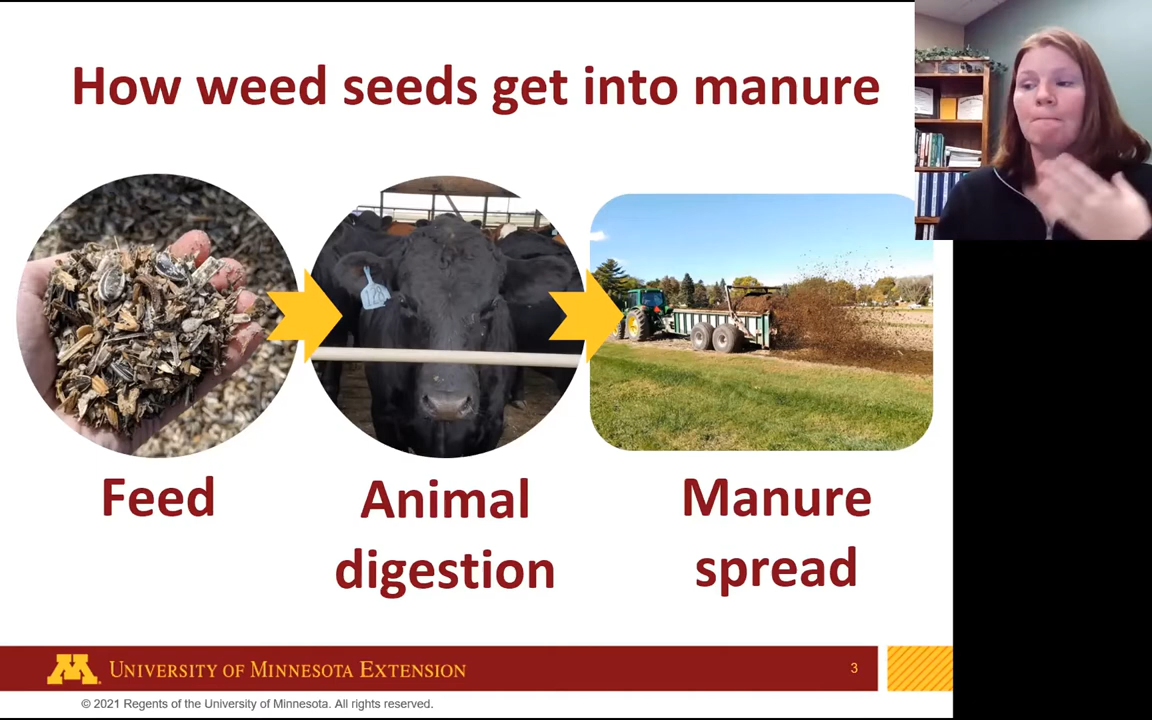 How weed seeds get into manure
Feed
Animal
digestion
Manure
spread
UNIVERSITY OF MINNESOTA EXTENSION
3
© 2021 Regents of the University of Minnesota. All rights reserved.